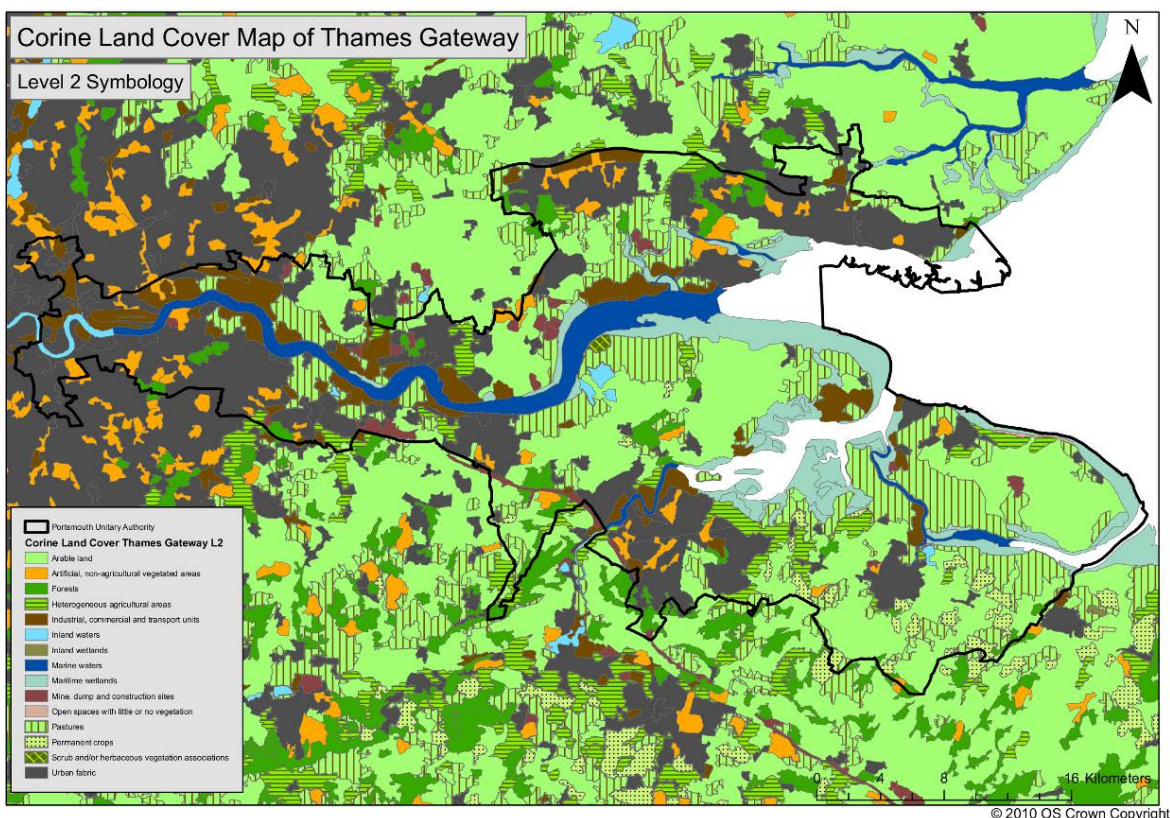 Corine Land Cover Map of Thames Gateway
Level 2 Symbology
N
Portsmouth Unitary Authority
Corine Land Cover Thames Gateway L2
Arable land
Artificial, non-agricultural vegetated areas
Forests
Heterogeneous agricultural areas
Industrial, commercial and transport units
Inland waters
Inland wetlands
Marine waters
Maritime wetlands
Mine, dump and construction sites
Open spaces with little or no vegetation
Pastures
Permanent crops
Scrub and/or herbaceous vegetation associations
Urban fabric
0 4 8 16 Kilometers
© 2010 OS Crown Copyright